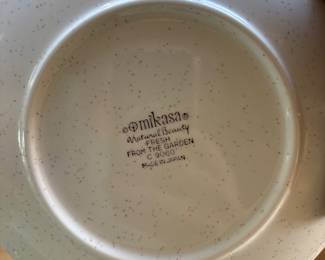 mikasa
Natural Beauty
FRESH
FROM THE GARDEN
C 9000
MADE IN JAPAN